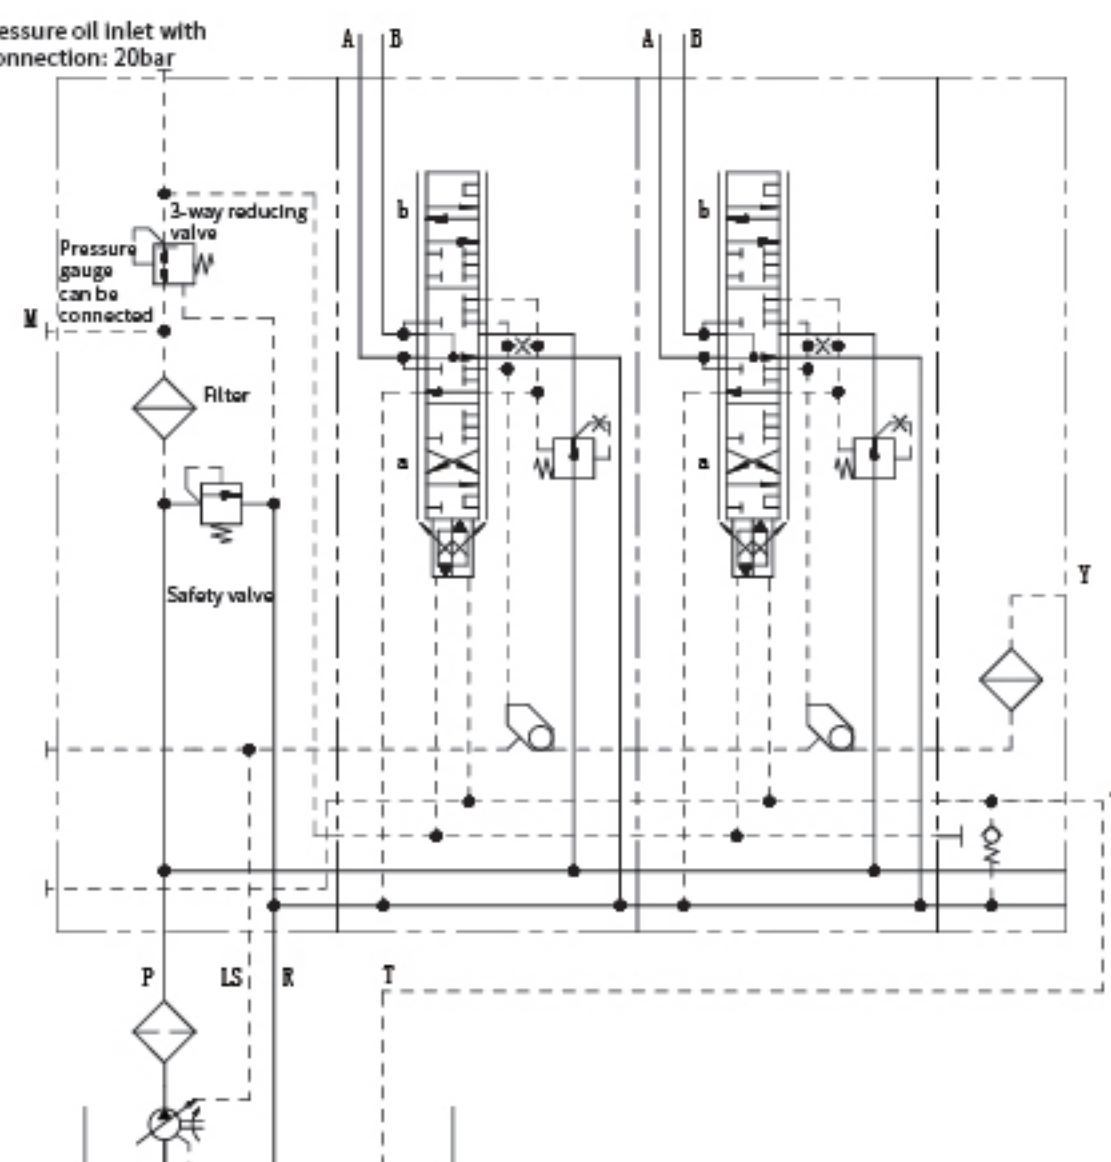 essure oil inlet with
onnection: 20bar
A B
A B
b
b
3-way reducing
valve
Pressure
gauge
can be
connected
M
Filter
a
a
Safety valve
Y
P LS R T